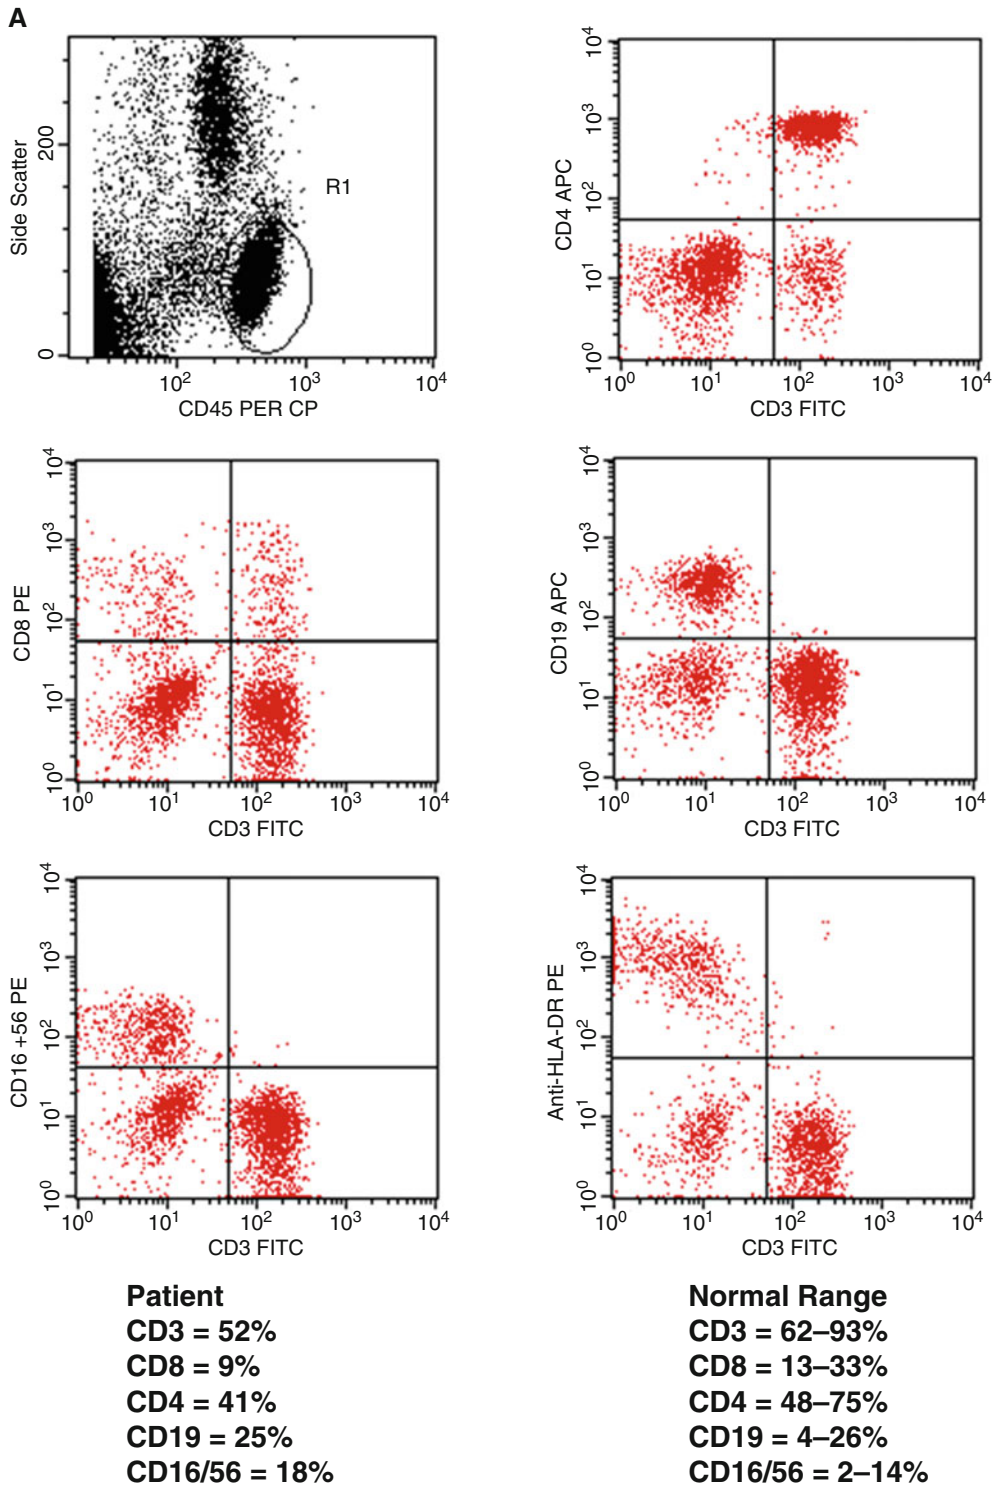 A
Side Scatter
200
0
R1
10² 10³ 10⁴
CD45 PER CP
CD4 APC
10⁴
10³
10²
10¹
10⁰
10⁰ 10¹ 10² 10³ 10⁴
CD3 FITC
CD8 PE
10⁴
10³
10²
10¹
10⁰
10⁰ 10¹ 10² 10³ 10⁴
CD3 FITC
CD19 APC
10⁴
10³
10²
10¹
10⁰
10⁰ 10¹ 10² 10³ 10⁴
CD3 FITC
CD16 +56 PE
10⁴
10³
10²
10¹
10⁰
10⁰ 10¹ 10² 10³ 10⁴
CD3 FITC
Anti-HLA-DR PE
10⁴
10³
10²
10¹
10⁰
10⁰ 10¹ 10² 10³ 10⁴
CD3 FITC
Patient
CD3 = 52%
CD8 = 9%
CD4 = 41%
CD19 = 25%
CD16/56 = 18%
Normal Range
CD3 = 62–93%
CD8 = 13–33%
CD4 = 48–75%
CD19 = 4–26%
CD16/56 = 2–14%